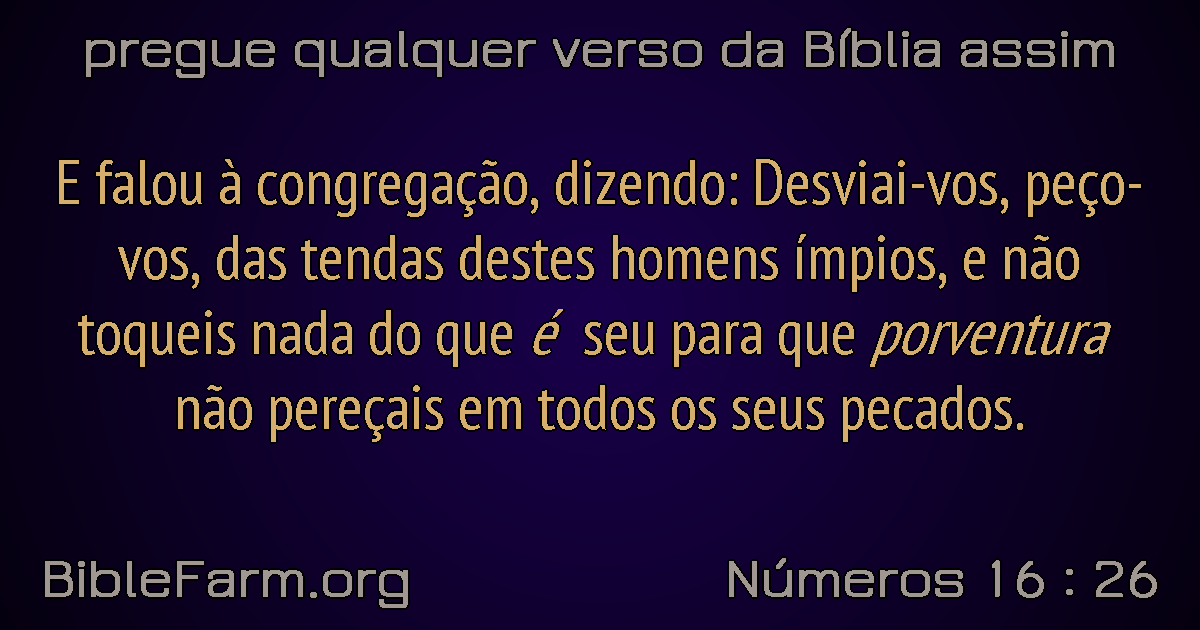 pregue qualquer verso da Bíblia assim
E falou à congregação, dizendo: Desviai-vos, peço-
vos, das tendas destes homens ímpios, e não
toqueis nada do que é seu para que porventura
não pereçais em todos os seus pecados.
BibleFarm.org
Números 16 : 26